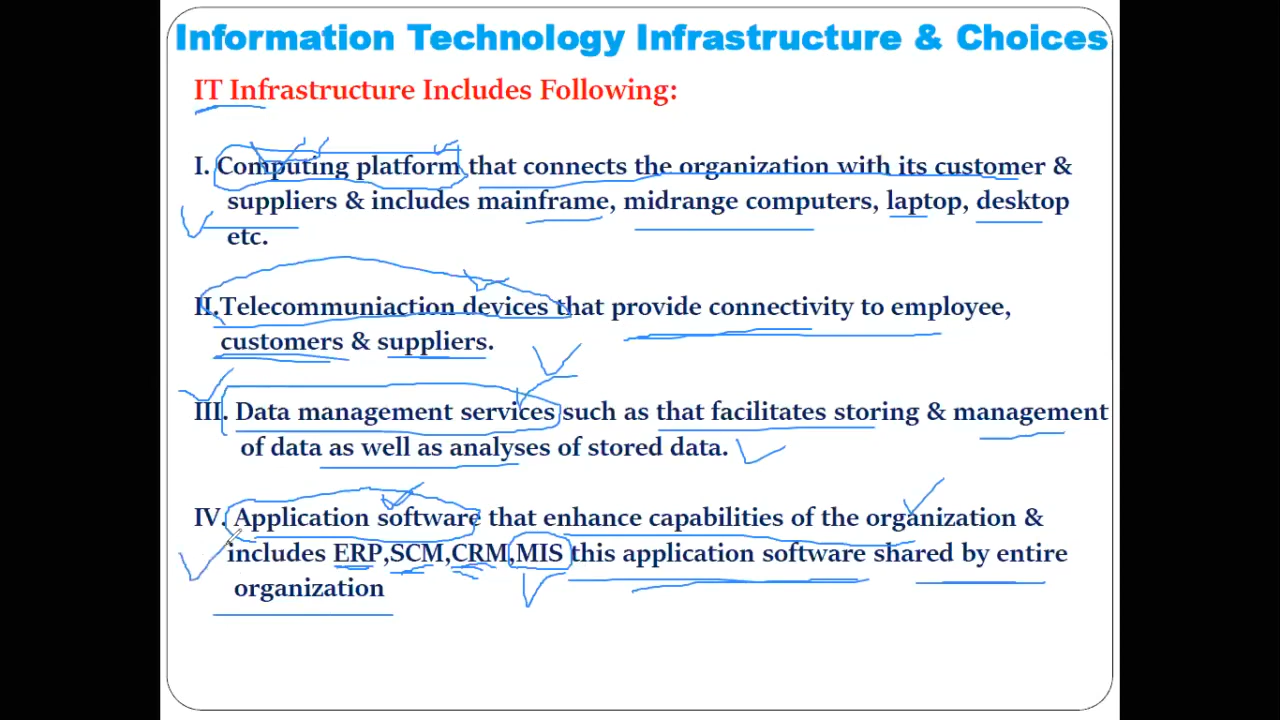 Information Technology Infrastructure & Choices
IT Infrastructure Includes Following:
I. Computing platform that connects the organization with its customer &
suppliers & includes mainframe, midrange computers, laptop, desktop
etc.
II.Telecommuniaction devices that provide connectivity to employee,
customers & suppliers.
III. Data management services such as that facilitates storing & management
of data as well as analyses of stored data.
IV. Application software that enhance capabilities of the organization &
includes ERP,SCM,CRM,MIS this application software shared by entire
organization